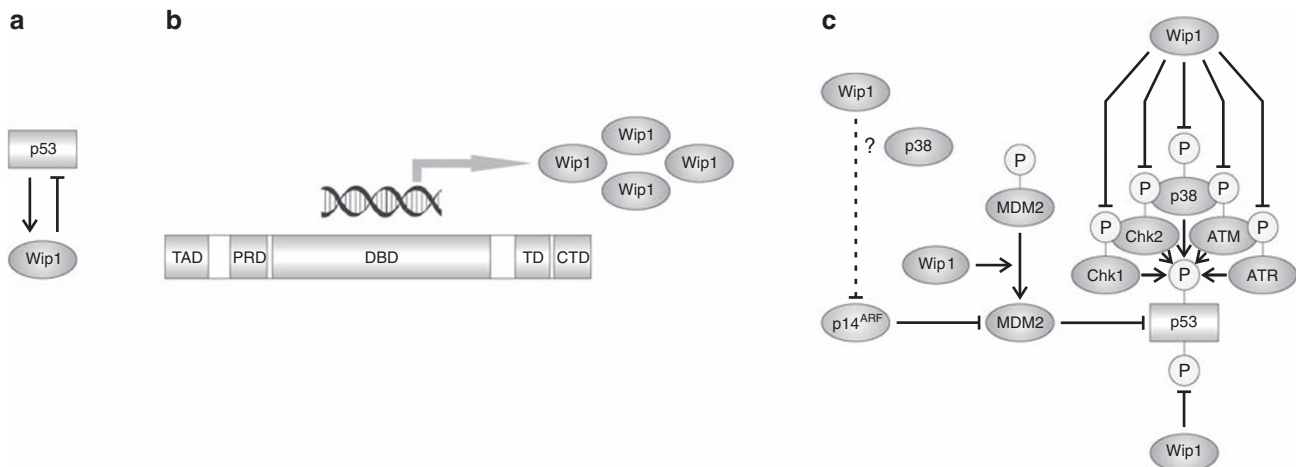 a
p53
Wip1
b
Wip1
Wip1
Wip1
Wip1
TAD PRD DBD TD CTD
c
Wip1
Wip1
? p38
P
P
MDM2
P
p38
P
P
Chk2
ATM
P
P
Wip1
Chk1
P
ATR
p14ARF
MDM2
p53
P
Wip1